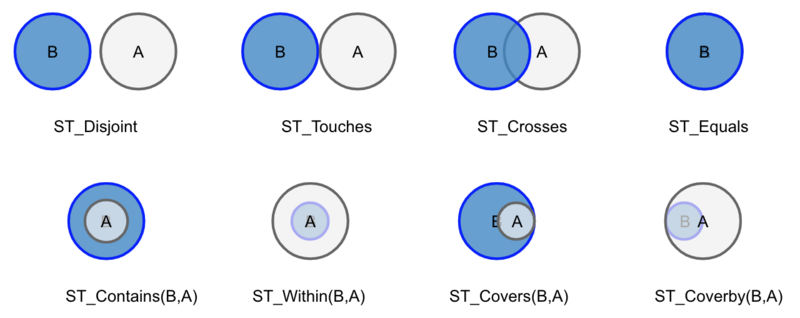 B A B A B A B
ST_Disjoint ST_Touches ST_Crosses ST_Equals
A A B A B A
ST_Contains(B,A) ST_Within(B,A) ST_Covers(B,A) ST_Coverby(B,A)